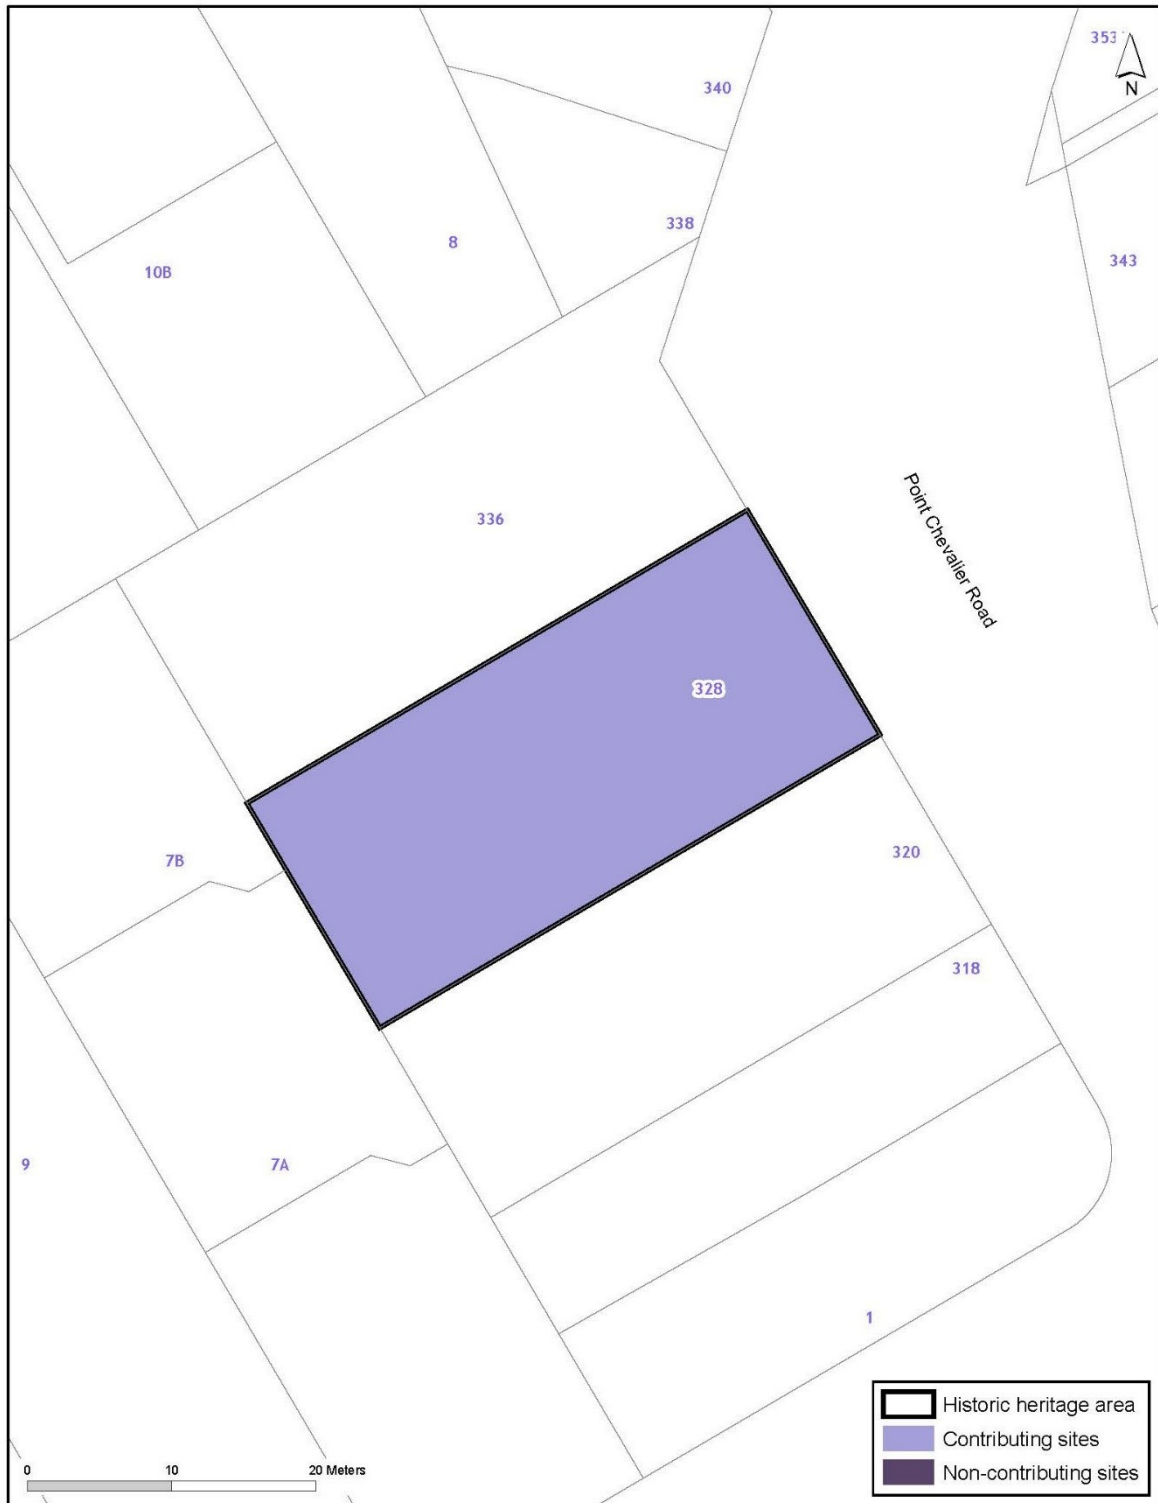 353
N
340
338
8
10B
343
336
Point Chevalier Road
328
7B
320
318
9
7A
1
Historic heritage area
Contributing sites
Non-contributing sites
0 10 20 Meters